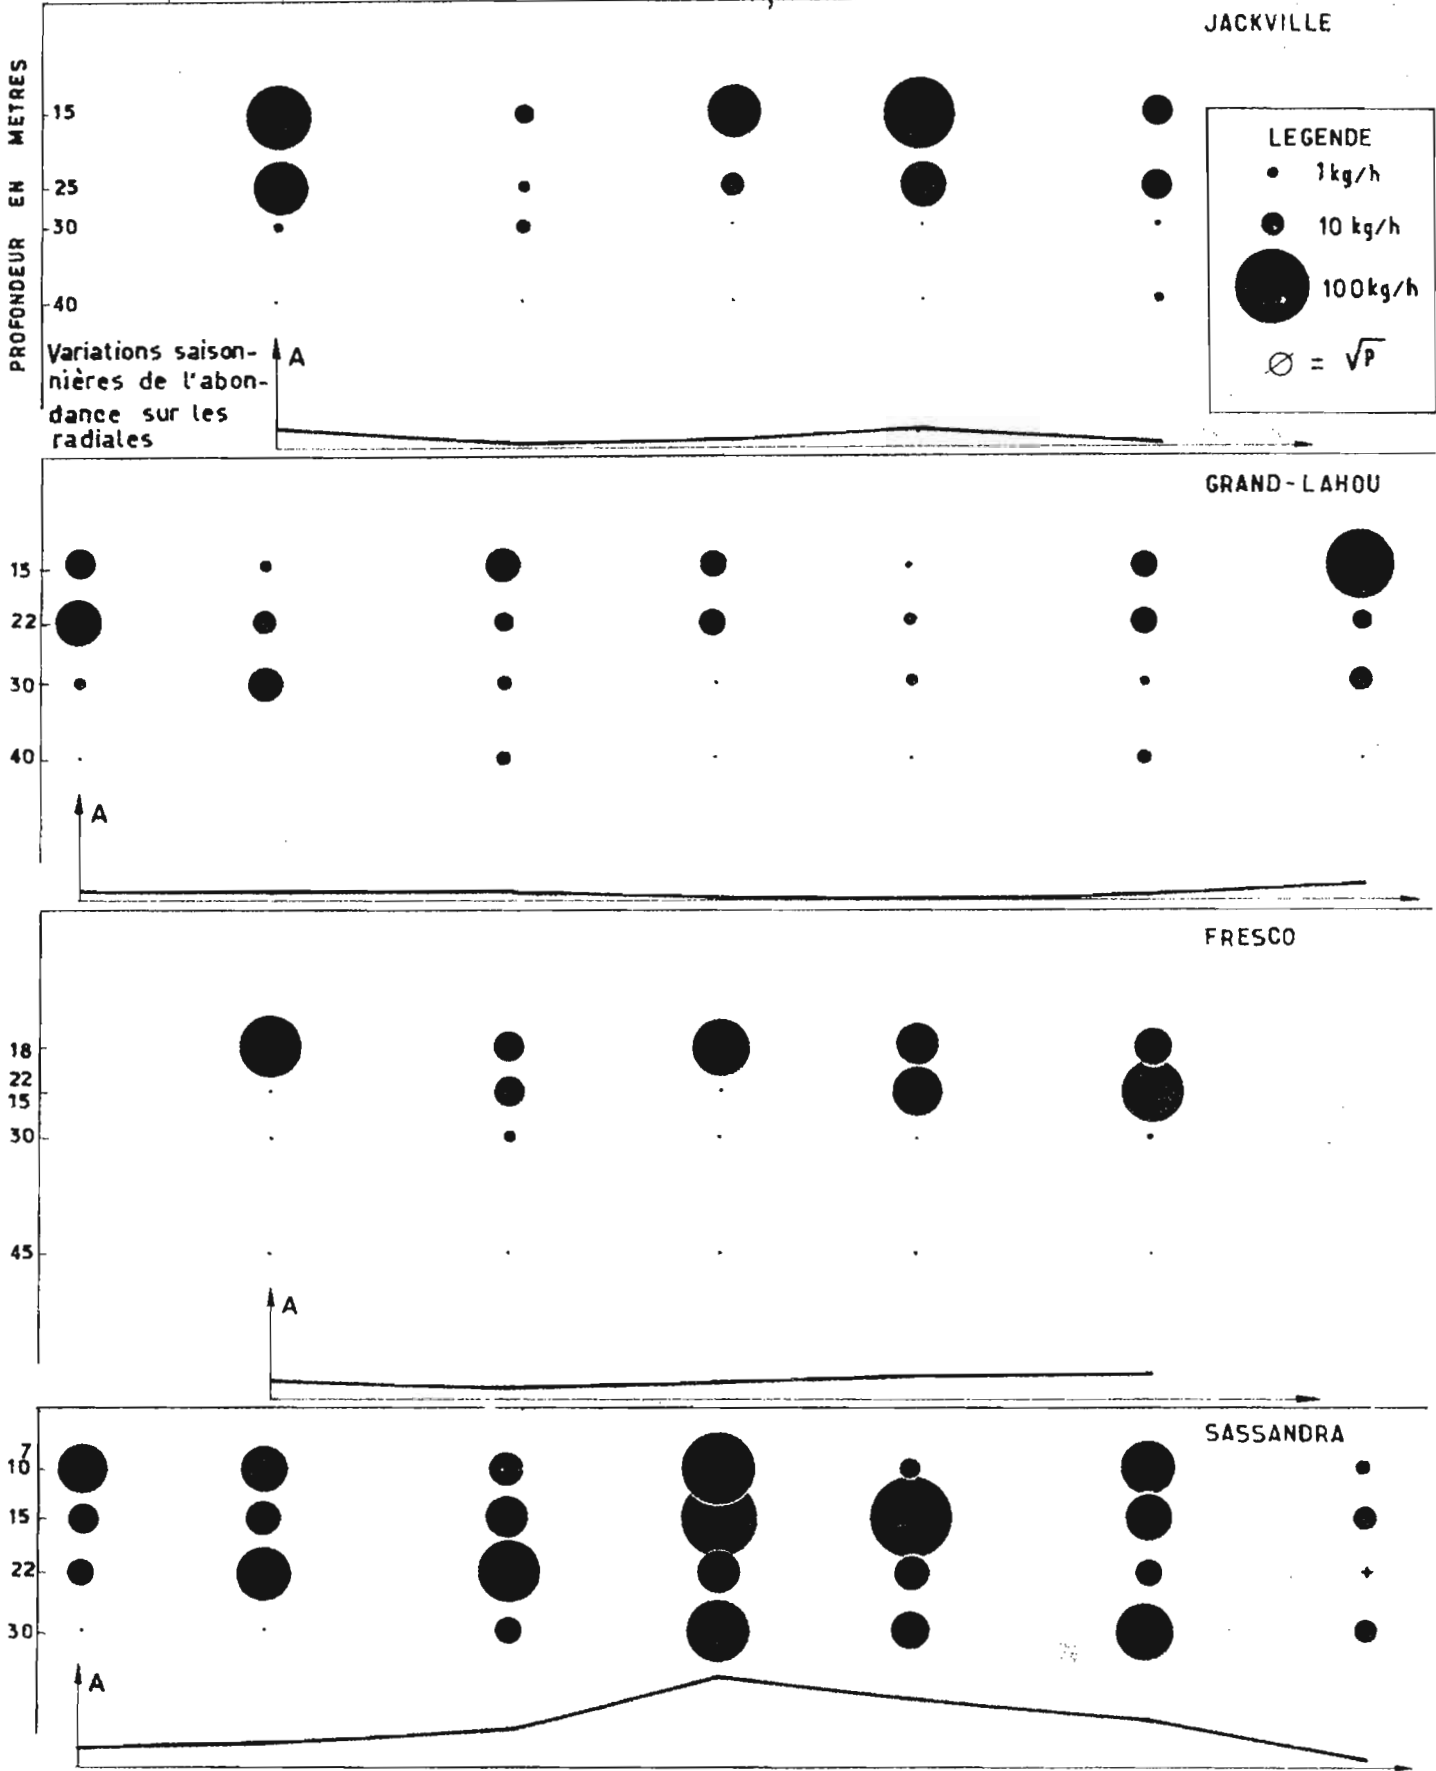 JACKVILLE
PROFONDEUR EN METRES
15
25
30
40
LEGENDE
1kg/h
10 kg/h
100kg/h
∅ = √P
Variations saison-
nières de l'abon-
dance sur les
radiales
A
GRAND-LAHOU
15
22
30
40
A
FRESCO
18
22
15
30
45
A
SASSANDRA
7
10
15
22
30
A